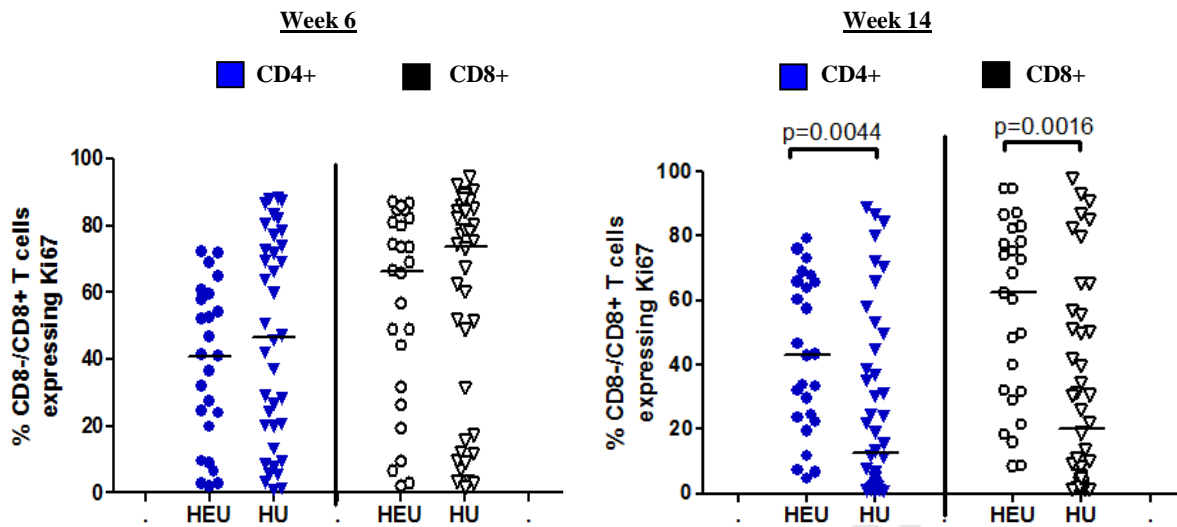 Week 6
CD4+ CD8+
% CD8-/CD8+ T cells
expressing Ki67
100
80
60
40
20
0
. HEU HU . HEU HU .
Week 14
CD4+ CD8+
p=0.0044 p=0.0016
% CD8-/CD8+ T cells
expressing Ki67
100
80
60
40
20
0
. HEU HU . HEU HU .